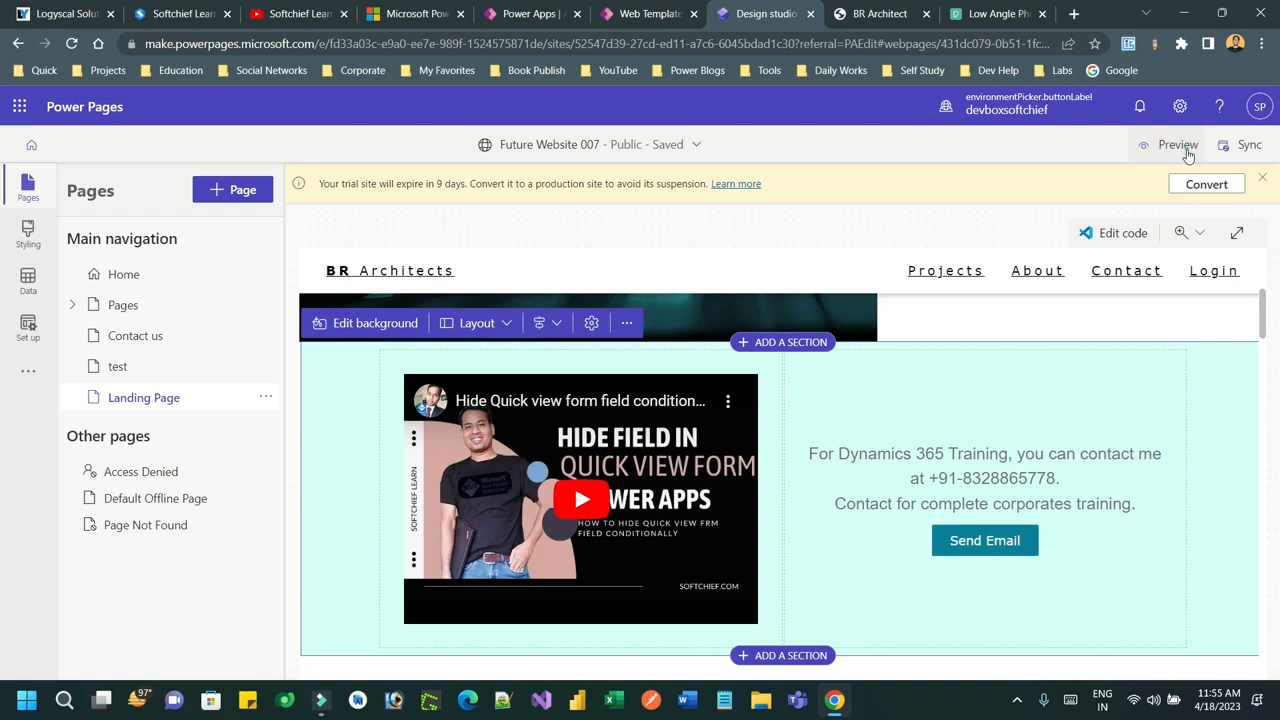 Logical Systems
Softchief Learn
Softchief Learn
Microsoft Pow
Power Apps |
Web Template
Design studio
BR Architect
Low Angle Ph
make.powerpages.microsoft.com/e/fd33a03c-e9a0-ee7e-989f-1524575871de/sites/52547d39-27cd-ed11-a7c6-6045bdad1c30?referral=PAEdit#webpages/431dc079-0b51-1fc...
Quick
Projects
Education
Social Networks
Corporate
My Favorites
Book Publish
YouTube
Power Blogs
Tools
Daily Works
Self Study
Dev Help
Labs
Google
Power Pages
environmentPicker.buttonLabel
devboxsoftchief
SP
Future Website 007 - Public - Saved
Preview
Sync
Pages
Styling
Data
Set up
Pages
+ Page
Main navigation
Home
Pages
Contact us
test
Landing Page
Other pages
Access Denied
Default Offline Page
Page Not Found
Your trial site will expire in 9 days. Convert it to a production site to avoid its suspension. Learn more
Convert
Edit code
BR Architects
Projects
About
Contact
Login
Edit background
Layout
+ ADD A SECTION
Hide Quick view form field condition...
HIDE FIELD IN
QUICK VIEW FORM
WER APPS
HOW TO HIDE QUICK VIEW FRM
FIELD CONDITIONALLY
SOFTCHIEF LEARN
SOFTCHIEF.COM
For Dynamics 365 Training, you can contact me
at +91-8328865778.
Contact for complete corporates training.
Send Email
+ ADD A SECTION
97°
ENG
IN
11:55 AM
4/18/2023